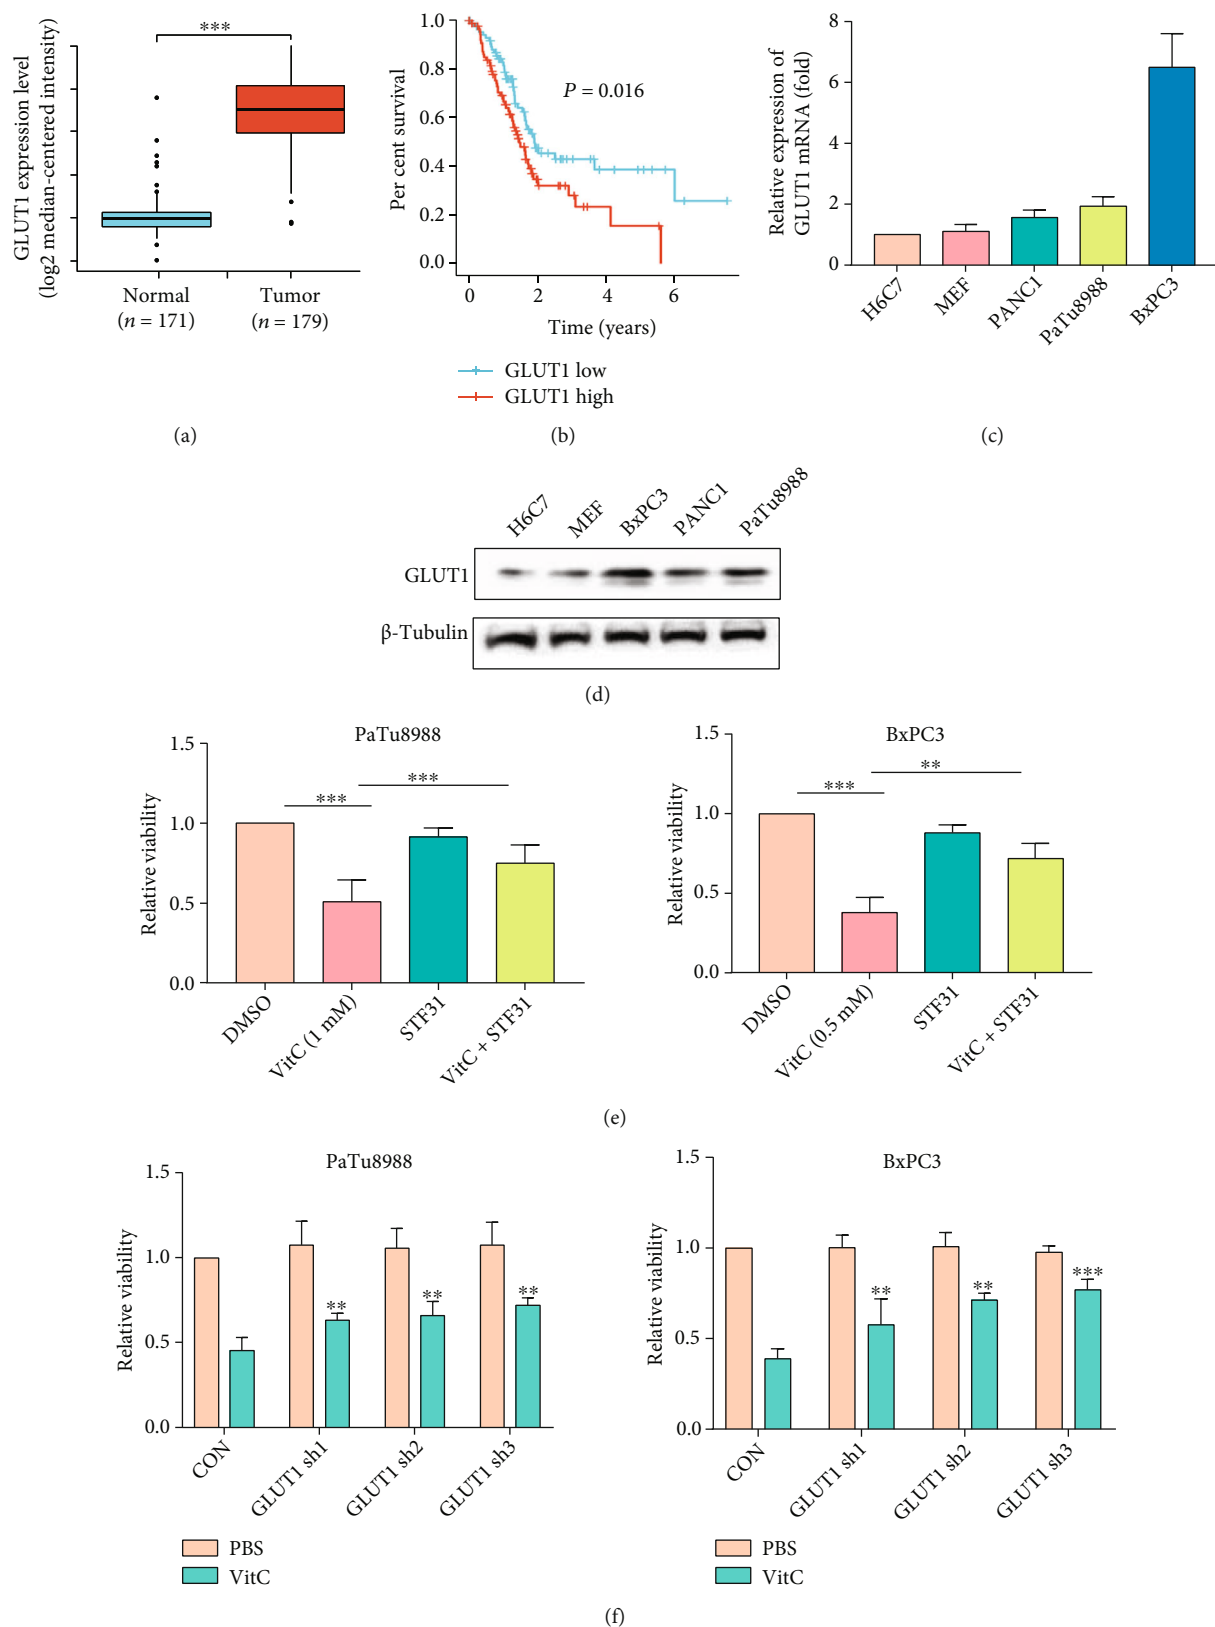 GLUT1 expression level
(log2 median-centered intensity)
***
Normal
(n = 171)
Tumor
(n = 179)
(a)
Per cent survival
1.0
0.8
0.6
0.4
0.2
0.0
P = 0.016
0 2 4 6
Time (years)
GLUT1 low
GLUT1 high
(b)
Relative expression of
GLUT1 mRNA (fold)
8
6
4
2
0
H6C7 MEF PANC1 PaTu8988 BxPC3
(c)
H6C7 MEF BxPC3 PANC1 PaTu8988
GLUT1
β-Tubulin
(d)
PaTu8988
Relative viability
1.5
1.0
0.5
0.0
***
***
DMSO VitC (1 mM) STF31 VitC + STF31
BxPC3
Relative viability
1.5
1.0
0.5
0.0
**
***
DMSO VitC (0.5 mM) STF31 VitC + STF31
(e)
PaTu8988
Relative viability
1.5
1.0
0.5
0.0
** ** **
CON GLUT1 sh1 GLUT1 sh2 GLUT1 sh3
PBS
VitC
BxPC3
Relative viability
1.5
1.0
0.5
0.0
** ** ***
CON GLUT1 sh1 GLUT1 sh2 GLUT1 sh3
PBS
VitC
(f)